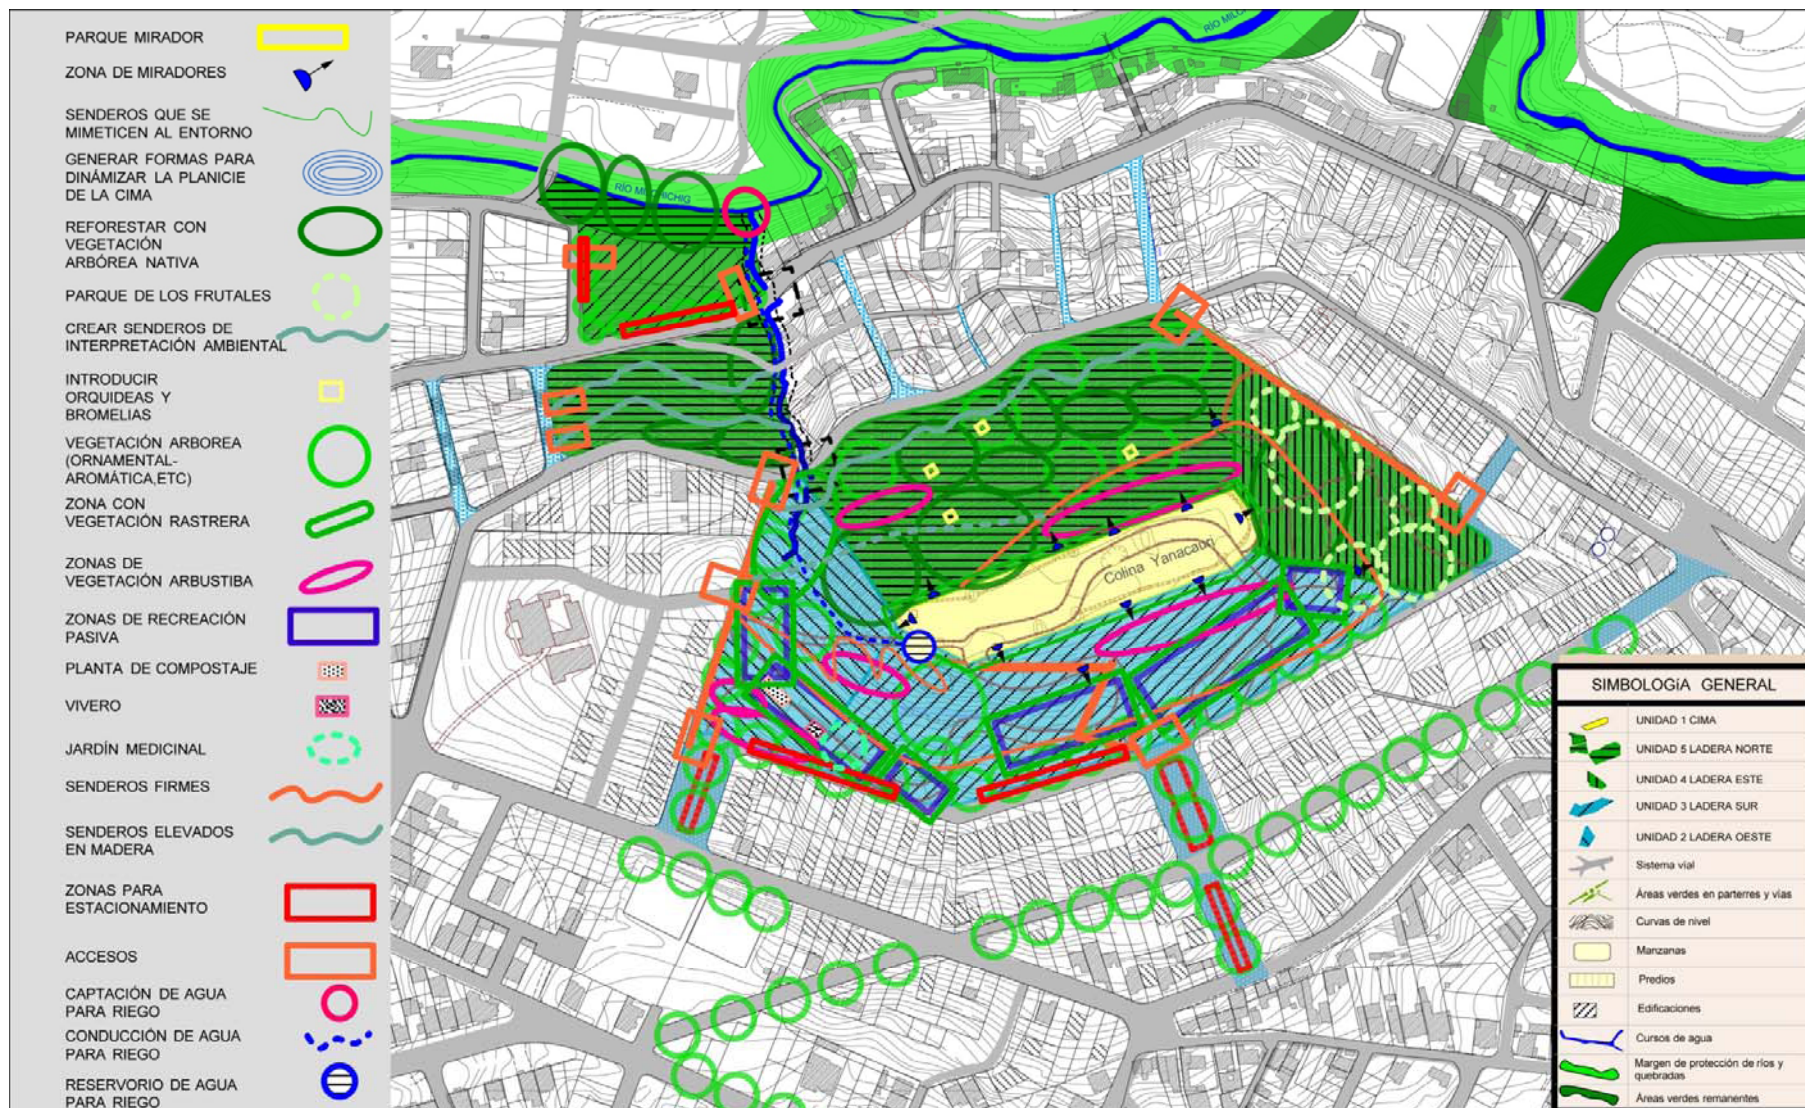 PARQUE MIRADOR
ZONA DE MIRADORES
SENDEROS QUE SE
MIMETICEN AL ENTORNO
GENERAR FORMAS PARA
DINÁMIZAR LA PLANICIE
DE LA CIMA
REFORESTAR CON
VEGETACIÓN
ARBÓREA NATIVA
PARQUE DE LOS FRUTALES
CREAR SENDEROS DE
INTERPRETACIÓN AMBIENTAL
INTRODUCIR
ORQUIDEAS Y
BROMELIAS
VEGETACIÓN ARBOREA
(ORNAMENTAL-
AROMÁTICA,ETC)
ZONA CON
VEGETACIÓN RASTRERA
ZONAS DE
VEGETACIÓN ARBUSTIBA
ZONAS DE RECREACIÓN
PASIVA
PLANTA DE COMPOSTAJE
VIVERO
JARDÍN MEDICINAL
SENDEROS FIRMES
SENDEROS ELEVADOS
EN MADERA
ZONAS PARA
ESTACIONAMIENTO
ACCESOS
CAPTACIÓN DE AGUA
PARA RIEGO
CONDUCCIÓN DE AGUA
PARA RIEGO
RESERVORIO DE AGUA
PARA RIEGO
RÍO
RÍO MILCHICHIG
Colina Yanacauri
SIMBOLOGíA GENERAL
UNIDAD 1 CIMA
UNIDAD 5 LADERA NORTE
UNIDAD 4 LADERA ESTE
UNIDAD 3 LADERA SUR
UNIDAD 2 LADERA OESTE
Sistema vial
Áreas verdes en parterres y vías
Curvas de nivel
Manzanas
Predios
Edificaciones
Cursos de agua
Margen de protección de ríos y
quebradas
Áreas verdes remanentes